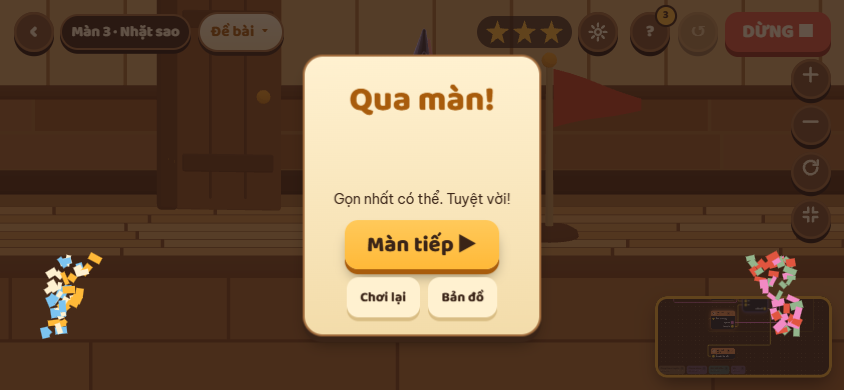 Màn 3 • Nhặt sao
Đề bài
3
?
DỪNG
Qua màn!
Gọn nhất có thể. Tuyệt vời!
Màn tiếp
Chơi lại
Bản đồ